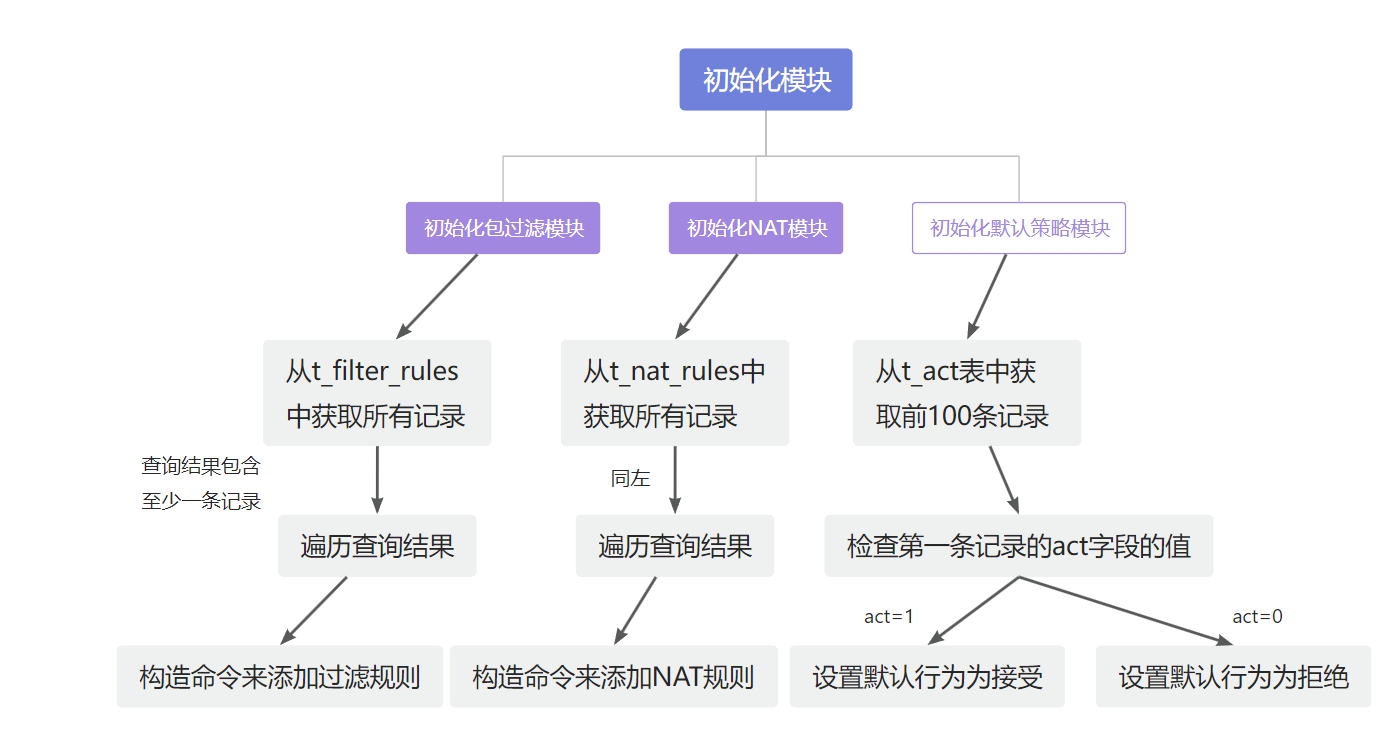 初始化模块
初始化包过滤模块
初始化NAT模块
初始化默认策略模块
从t_filter_rules
中获取所有记录
从t_nat_rules中
获取所有记录
从t_act表中获
取前100条记录
查询结果包含
至少一条记录
同左
遍历查询结果
遍历查询结果
检查第一条记录的act字段的值
act=1
act=0
构造命令来添加过滤规则
构造命令来添加NAT规则
设置默认行为为接受
设置默认行为为拒绝